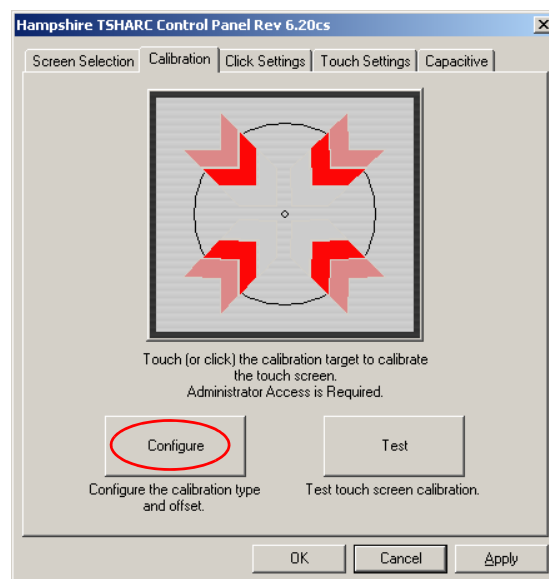 Hampshire TSHARC Control Panel Rev 6.20cs
Screen Selection Calibration Click Settings Touch Settings Capacitive
Touch (or click) the calibration target to calibrate
the touch screen.
Administrator Access is Required.
Configure Test
Configure the calibration type Test touch screen calibration.
and offset.
OK Cancel Apply